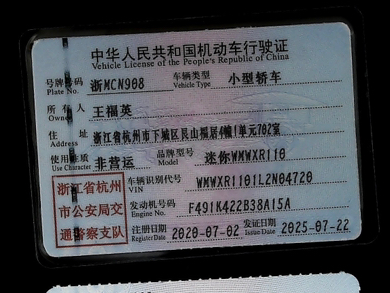 中华人民共和国机动车行驶证
Vehicle License of the People's Republic of China
号牌号码 浙MCN908 车辆类型 小型轿车
Plate No. Vehicle Type
所有人 王福英
Owner
住址 浙江省杭州市下城区艮山福居4幢1单元702室
Address
使用性质 非营运 品牌型号 迷你WMWXR110
Use Character Model
车辆识别代号 WMWXR1101L2N04720
VIN
发动机号码 F491K422B38A15A
Engine No.
注册日期 2020-07-02 发证日期 2025-07-22
Register Date Issue Date
浙江省杭州
市公安局交
通警察支队